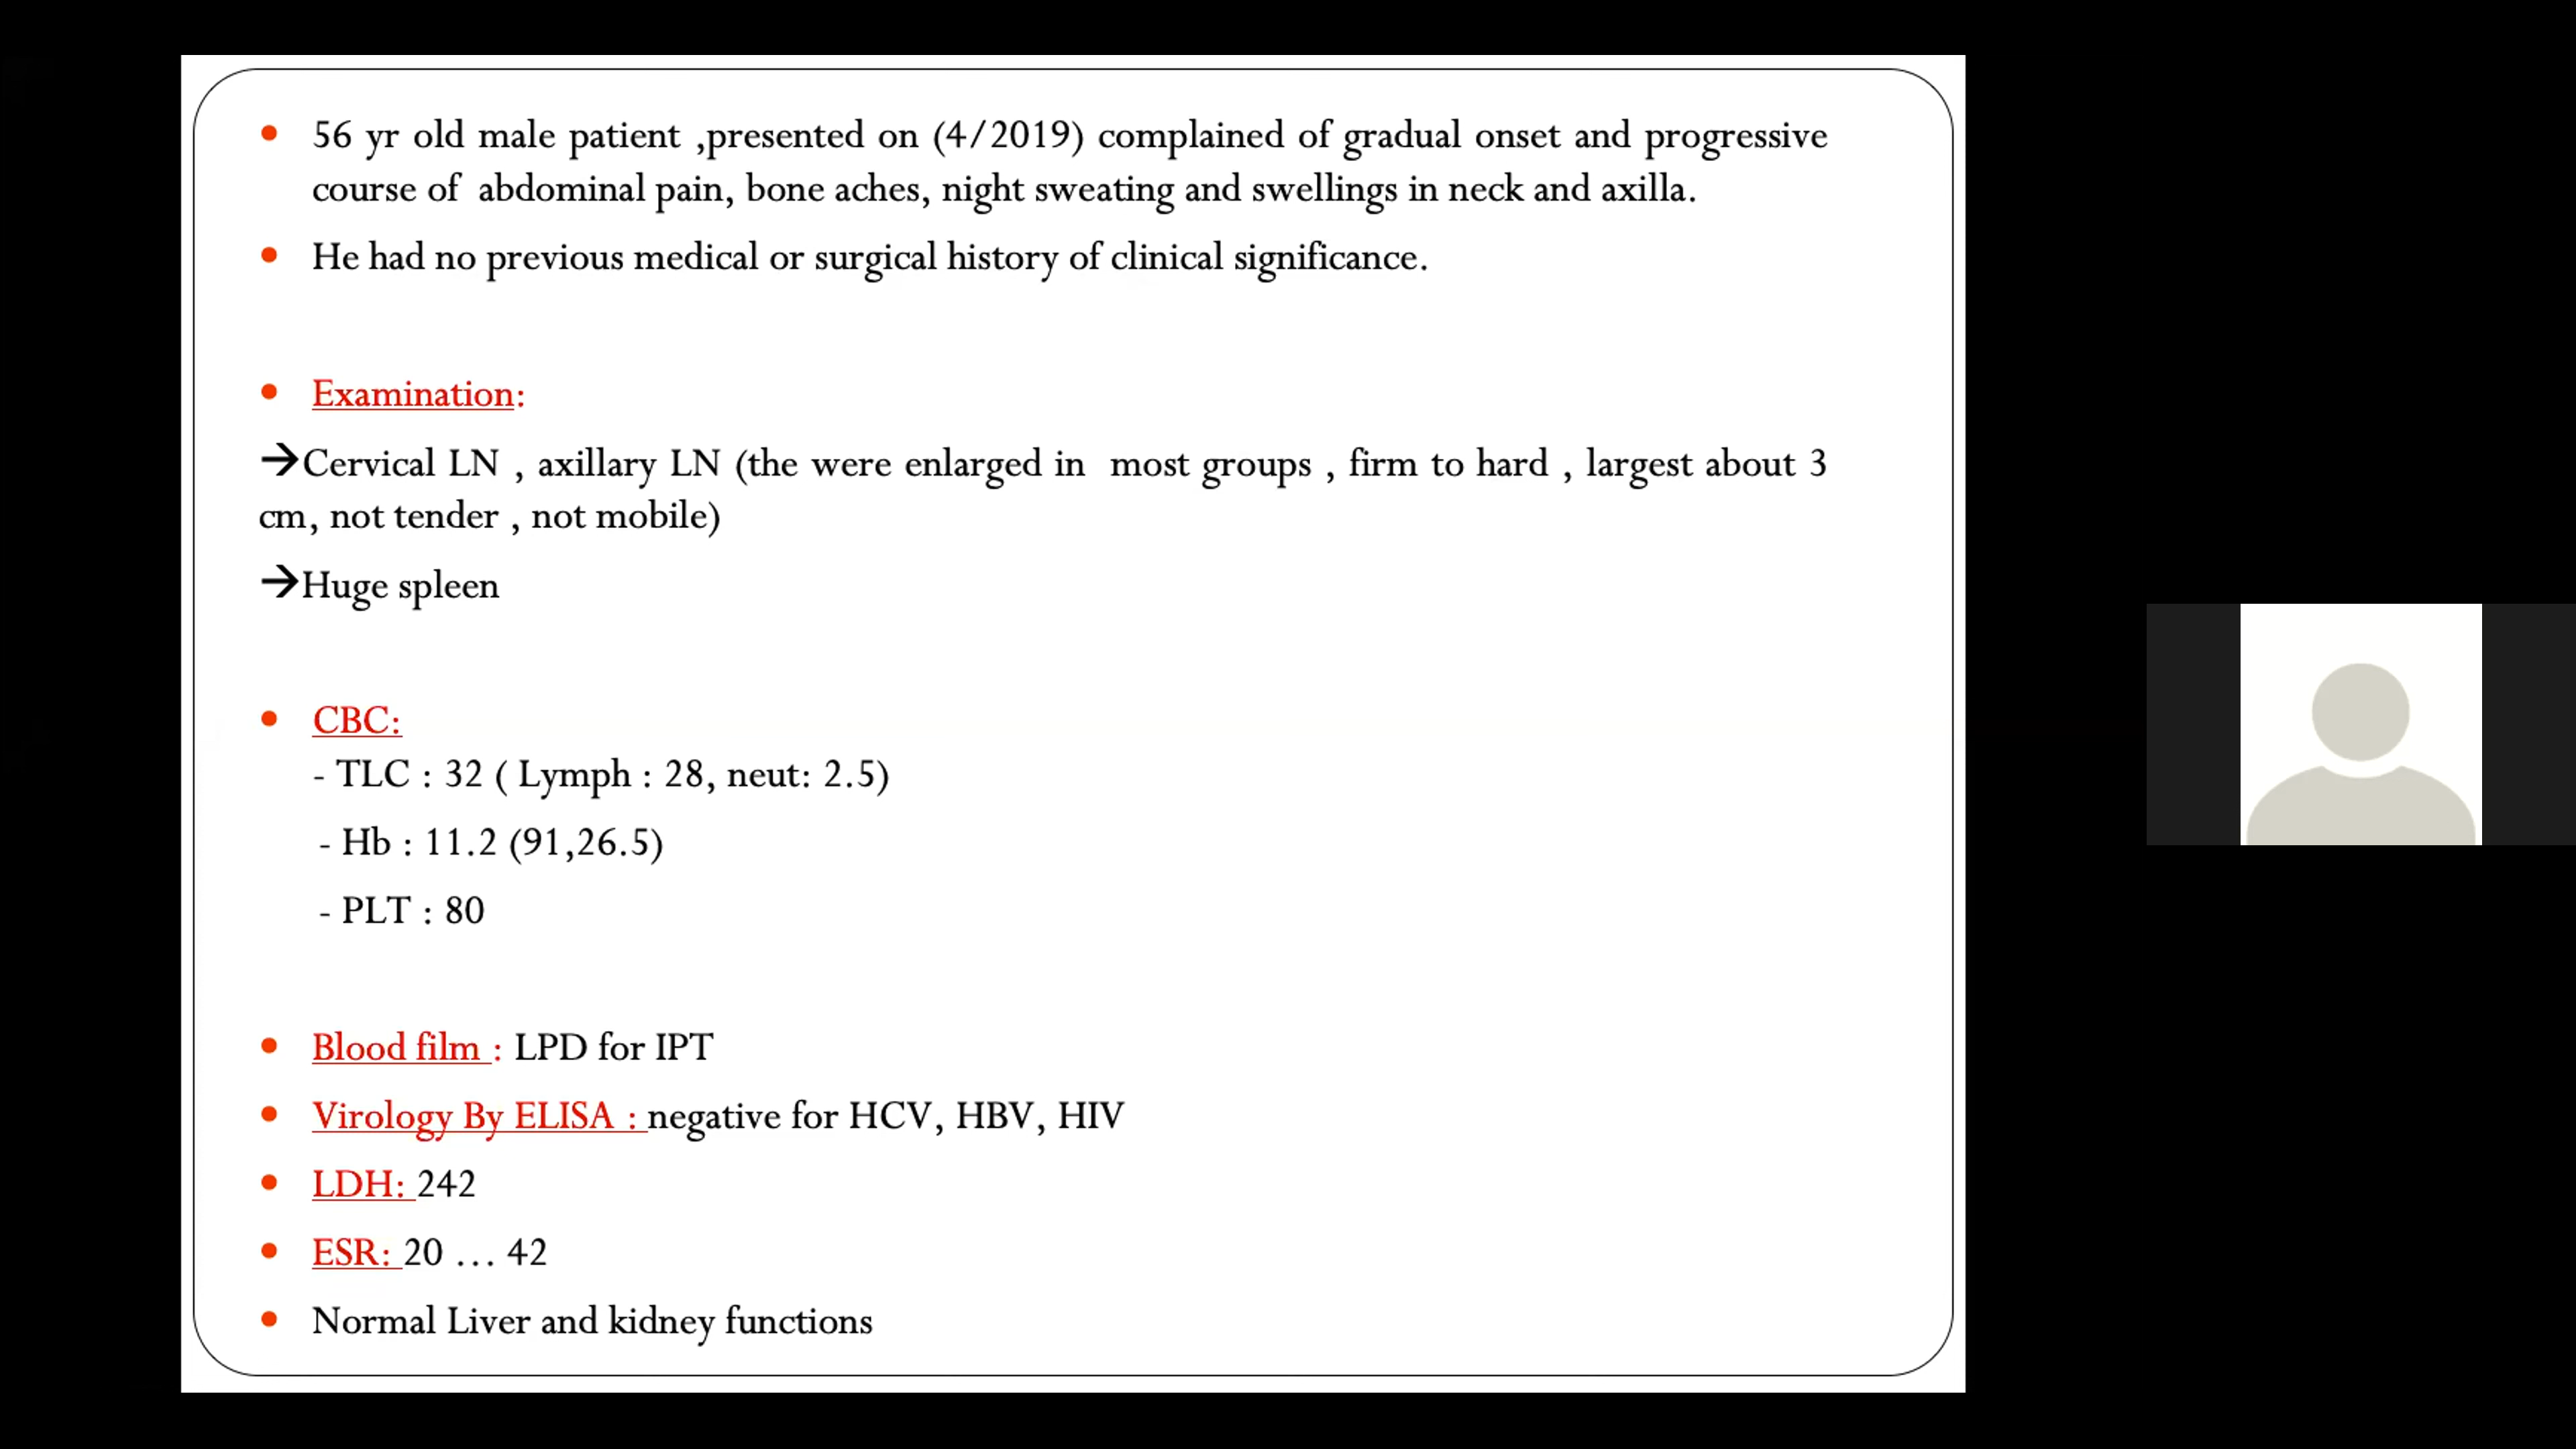 56 yr old male patient ,presented on (4/2019) complained of gradual onset and progressive
course of abdominal pain, bone aches, night sweating and swellings in neck and axilla.
He had no previous medical or surgical history of clinical significance.
Examination:
→Cervical LN , axillary LN (the were enlarged in most groups , firm to hard , largest about 3
cm, not tender , not mobile)
→Huge spleen
CBC:
- TLC : 32 ( Lymph : 28, neut: 2.5)
- Hb : 11.2 (91,26.5)
- PLT : 80
Blood film : LPD for IPT
Virology By ELISA : negative for HCV, HBV, HIV
LDH: 242
ESR: 20 … 42
Normal Liver and kidney functions